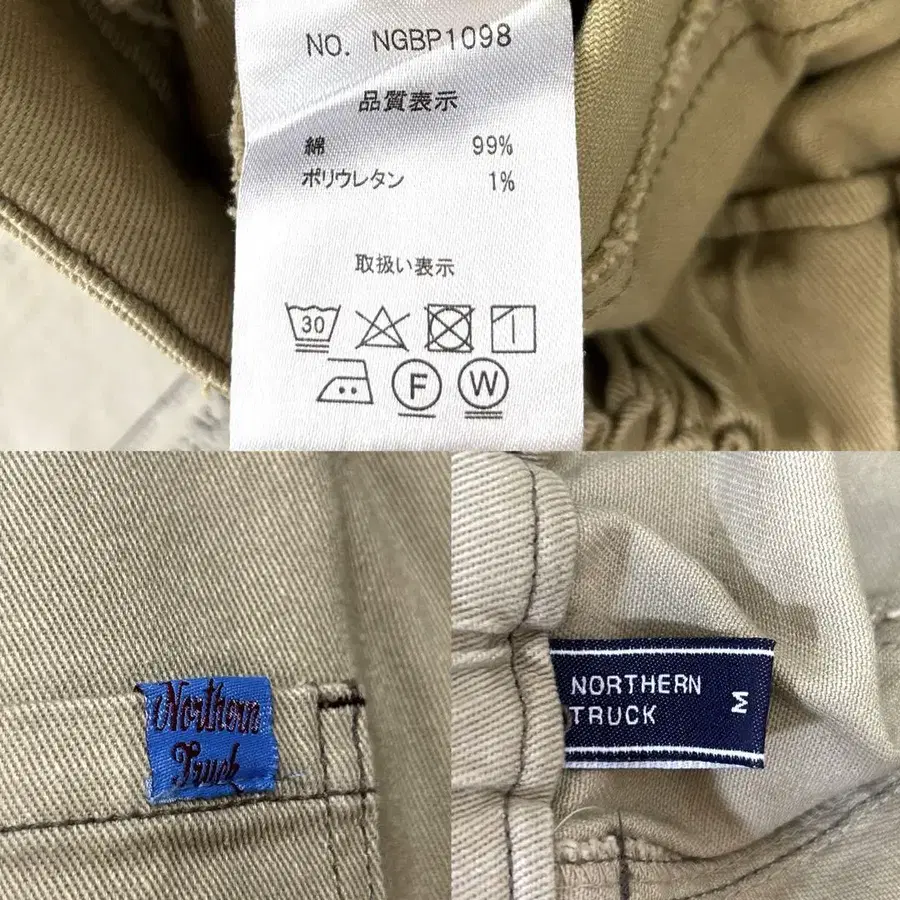 NO. NGBP1098
品質表示
綿 99%
ポリウレタン 1%
取扱い表示
30
F W
Northern
Truck
NORTHERN
TRUCK
M